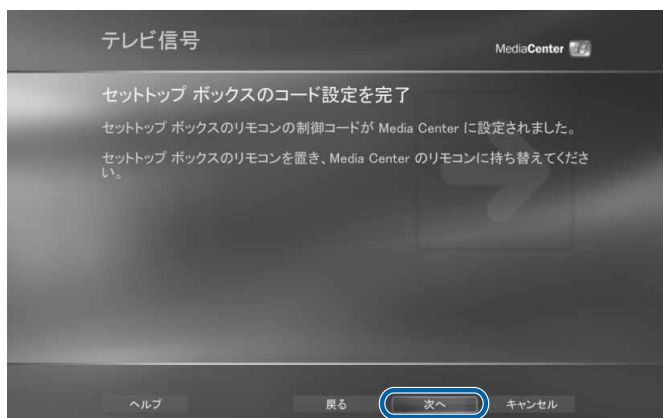 テレビ信号
MediaCenter
セットトップ ボックスのコード設定を完了
セットトップ ボックスのリモコンの制御コードが Media Center に設定されました。
セットトップ ボックスのリモコンを置き、Media Center のリモコンに持ち替えてくださ
い。
ヘルプ 戻る 次へ キャンセル